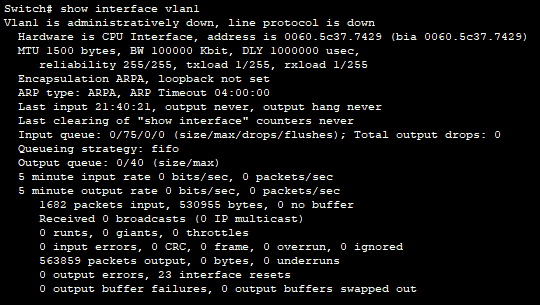 Switch# show interface vlan1
Vlan1 is administratively down, line protocol is down
Hardware is CPU Interface, address is 0060.5c37.7429 (bia 0060.5c37.7429)
MTU 1500 bytes, BW 100000 Kbit, DLY 1000000 usec,
reliability 255/255, txload 1/255, rxload 1/255
Encapsulation ARPA, loopback not set
ARP type: ARPA, ARP Timeout 04:00:00
Last input 21:40:21, output never, output hang never
Last clearing of "show interface" counters never
Input queue: 0/75/0/0 (size/max/drops/flushes); Total output drops: 0
Queueing strategy: fifo
Output queue: 0/40 (size/max)
5 minute input rate 0 bits/sec, 0 packets/sec
5 minute output rate 0 bits/sec, 0 packets/sec
1682 packets input, 530955 bytes, 0 no buffer
Received 0 broadcasts (0 IP multicast)
0 runts, 0 giants, 0 throttles
0 input errors, 0 CRC, 0 frame, 0 overrun, 0 ignored
563859 packets output, 0 bytes, 0 underruns
0 output errors, 23 interface resets
0 output buffer failures, 0 output buffers swapped out